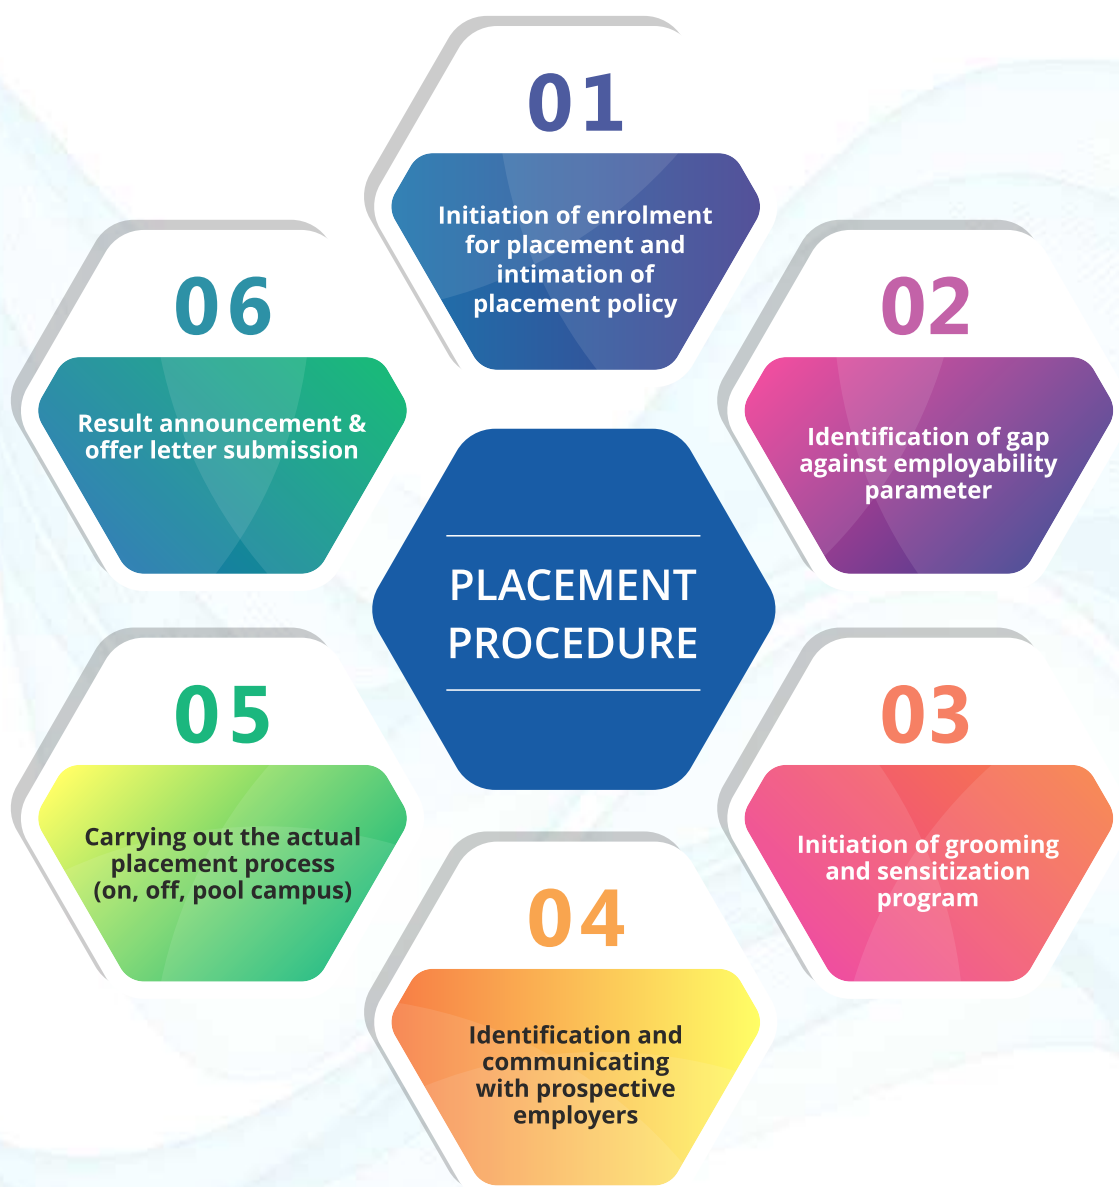 01
Initiation of enrolment
for placement and
intimation of
placement policy
02
Identification of gap
against employability
parameter
03
Initiation of grooming
and sensitization
program
04
Identification and
communicating
with prospective
employers
05
Carrying out the actual
placement process
(on, off, pool campus)
06
Result announcement &
offer letter submission
PLACEMENT
PROCEDURE